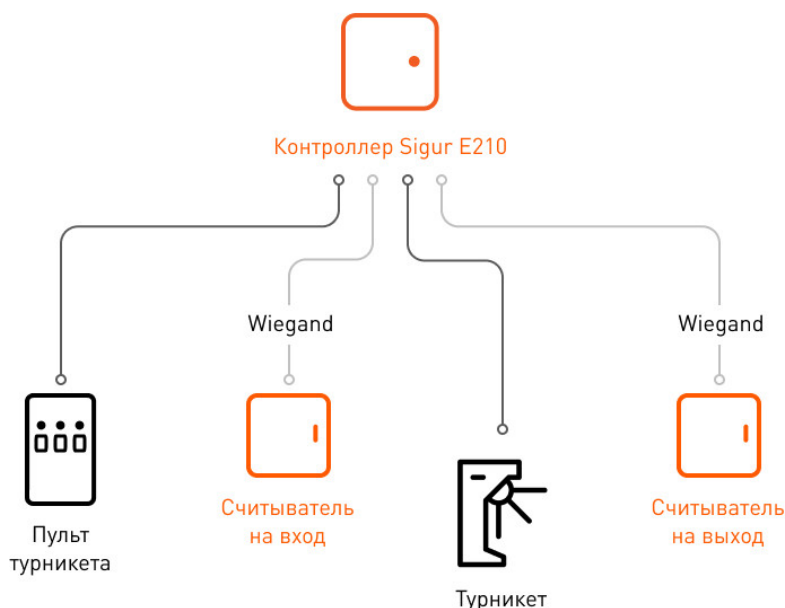 Контроллер Sigur E210
Wiegand
Wiegand
Пульт
турникета
Считыватель
на вход
Турникет
Считыватель
на выход